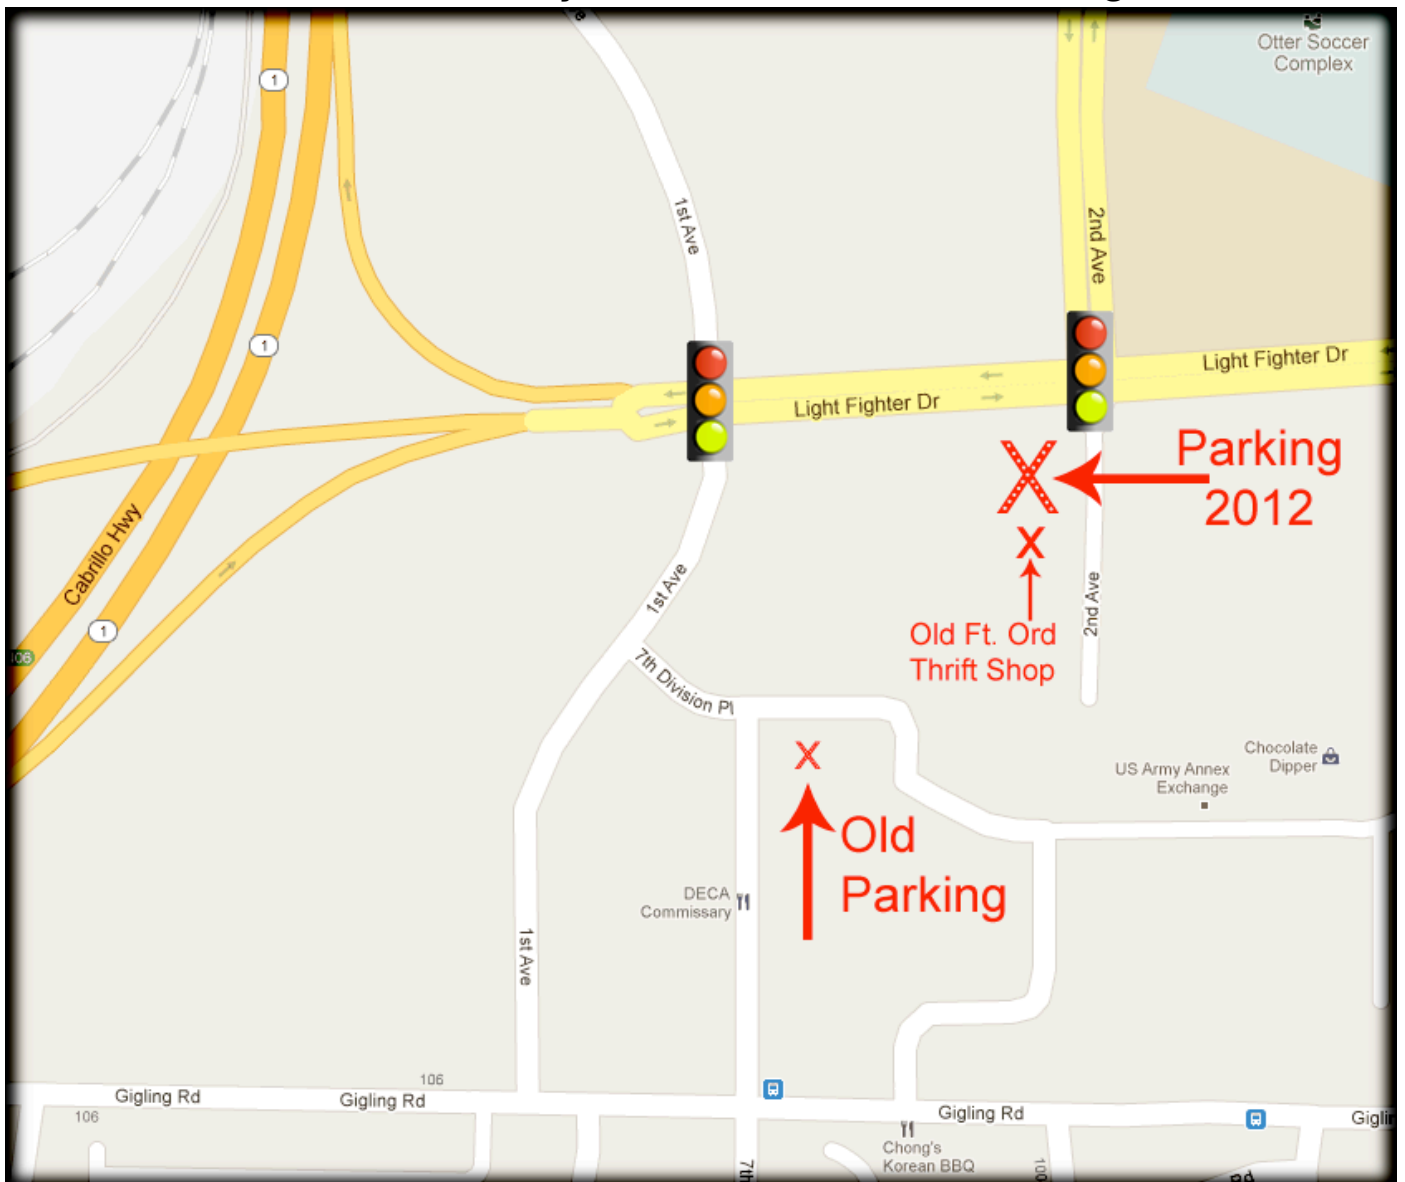 Otter Soccer
Complex
1
1st Ave
2nd Ave
1
Light Fighter Dr
Light Fighter Dr
Parking
2012
Cabrillo Hwy
1st Ave
2nd Ave
1
Old Ft. Ord
Thrift Shop
7th Division Pl
Chocolate
Dipper
US Army Annex
Exchange
Old
Parking
DECA
Commissary
1st Ave
106
Gigling Rd
Gigling Rd
106
Gigling Rd
Chong's
Korean BBQ
7th